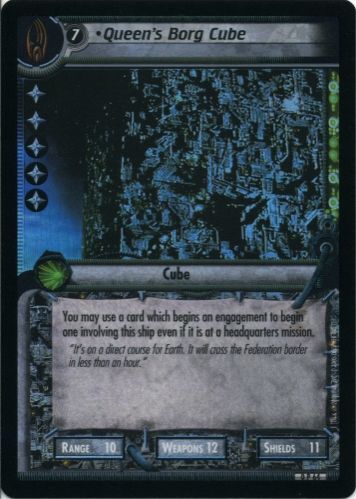 7 •Queen's Borg Cube
Cube
You may use a card which begins an engagement to begin
one involving this ship even if it is at a headquarters mission.
"It's on a direct course for Earth. It will cross the Federation border
in less than an hour."
RANGE 10 WEAPONS 12 SHIELDS 11